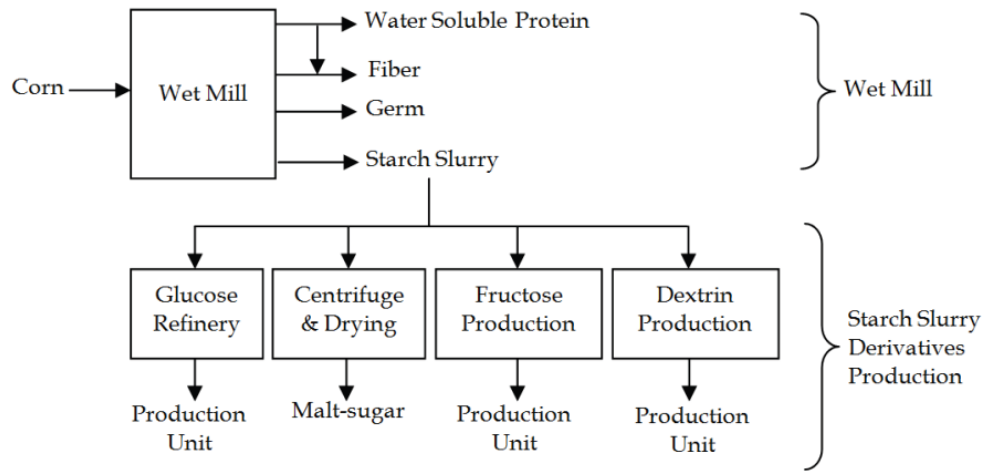 Water Soluble Protein
Corn
Wet Mill
Fiber
Wet Mill
Germ
Starch Slurry
Glucose
Refinery
Centrifuge
& Drying
Fructose
Production
Dextrin
Production
Starch Slurry
Derivatives
Production
Production
Unit
Malt-sugar
Production
Unit
Production
Unit